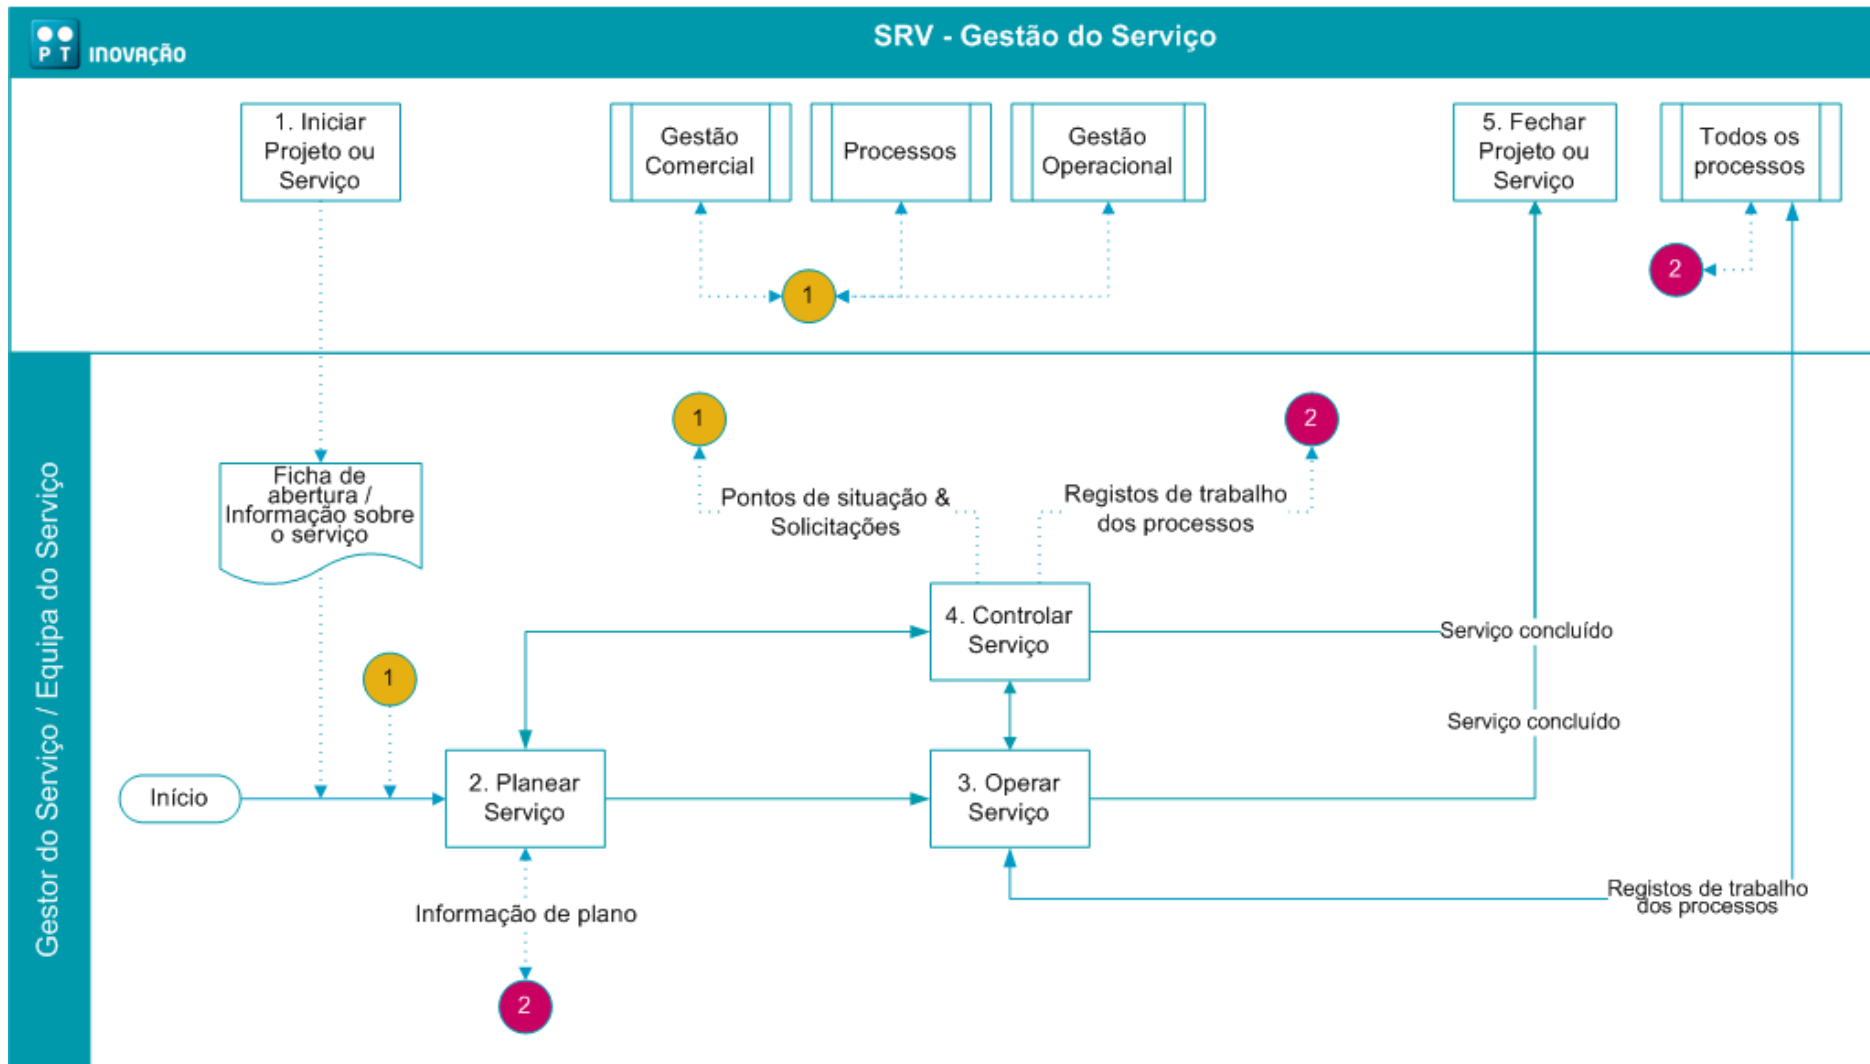 SRV - Gestão do Serviço
P T INOVAÇÃO
1. Iniciar
Projeto ou
Serviço
Gestão
Comercial
Processos
Gestão
Operacional
5. Fechar
Projeto ou
Serviço
Todos os
processos
1
2
Gestor do Serviço / Equipa do Serviço
1
2
Ficha de
abertura /
Informação sobre
o serviço
Pontos de situação &
Solicitações
Registos de trabalho
dos processos
4. Controlar
Serviço
Serviço concluído
1
Serviço concluído
Início
2. Planear
Serviço
3. Operar
Serviço
Informação de plano
Registos de trabalho
dos processos
2